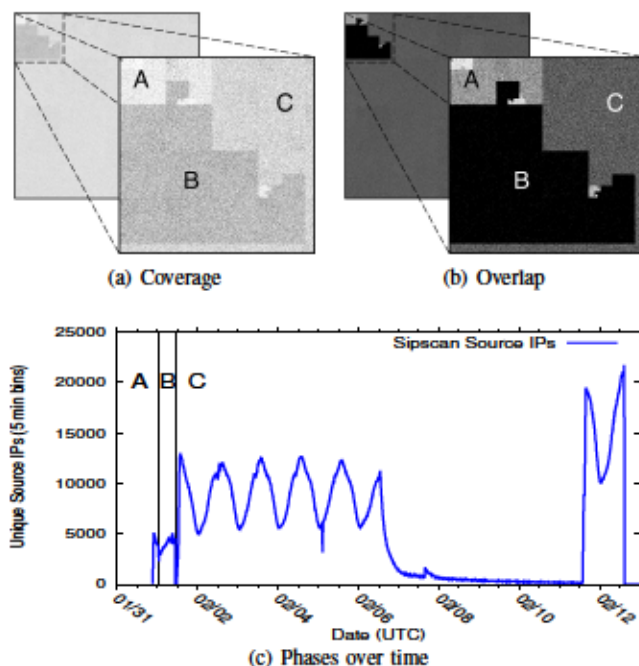 A
C
B
(a) Coverage
A
C
B
(b) Overlap
Unique Source IPs (5 min bins)
25000
20000
15000
10000
5000
0
Sipscan Source IPs
A B C
01/31
02/02
02/04
02/06
02/08
02/10
02/12
Date (UTC)
(c) Phases over time